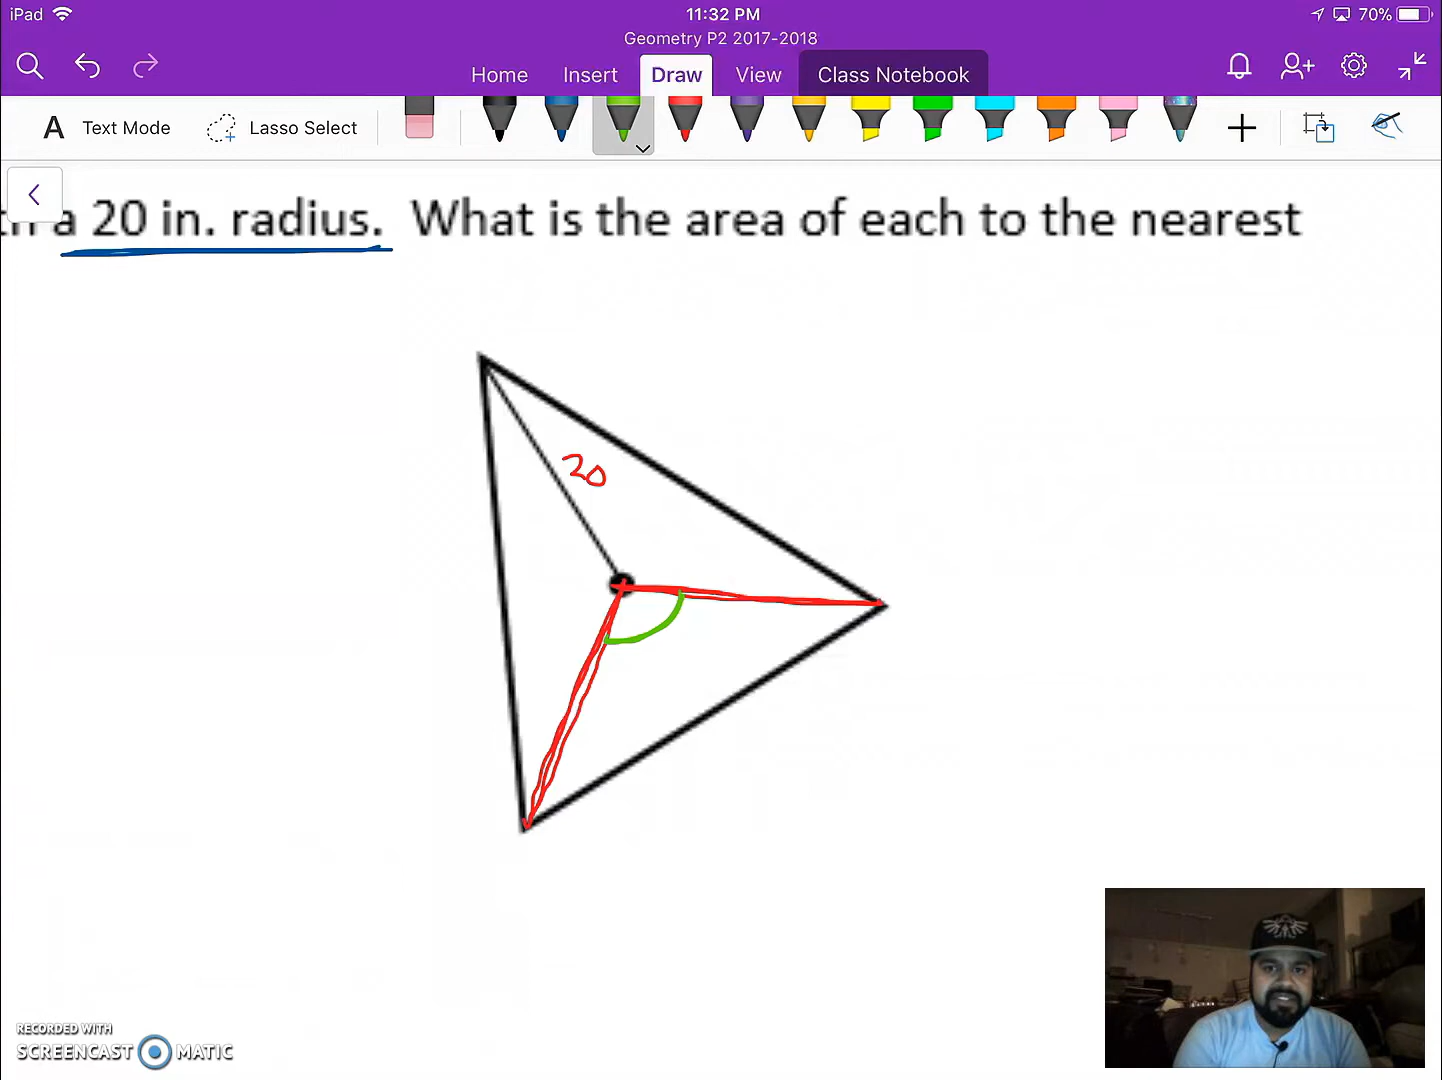 iPad 11:32 PM 70%
Geometry P2 2017-2018
Home Insert Draw View Class Notebook
A Text Mode Lasso Select
a 20 in. radius. What is the area of each to the nearest
20
RECORDED WITH
SCREENCAST MATIC